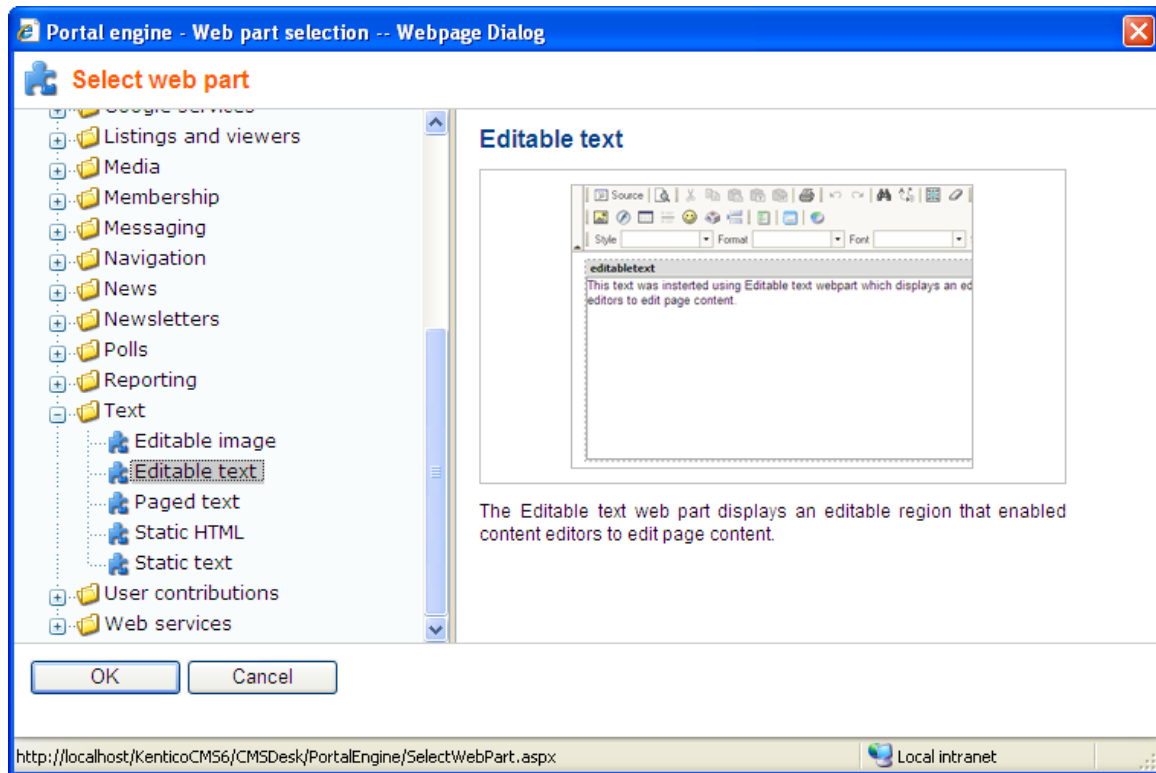 Portal engine - Web part selection -- Webpage Dialog
Select web part
Google services
Listings and viewers
Media
Membership
Messaging
Navigation
News
Newsletters
Polls
Reporting
Text
Editable image
Editable text
Paged text
Static HTML
Static text
User contributions
Web services
Editable text
Source
Style Format Font
editabletext
This text was insterted using Editable text webpart which displays an ed
editors to edit page content.
The Editable text web part displays an editable region that enabled
content editors to edit page content.
OK Cancel
http://localhost/KenticoCMS6/CMSDesk/PortalEngine/SelectWebPart.aspx Local intranet